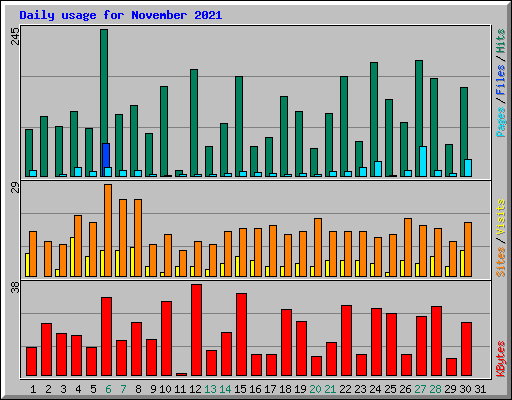 Daily usage for November 2021
245
29
38
Pages / Files / Hits
Sites / Visits
KBytes
1 2 3 4 5 6 7 8 9 10 11 12 13 14 15 16 17 18 19 20 21 22 23 24 25 26 27 28 29 30 31